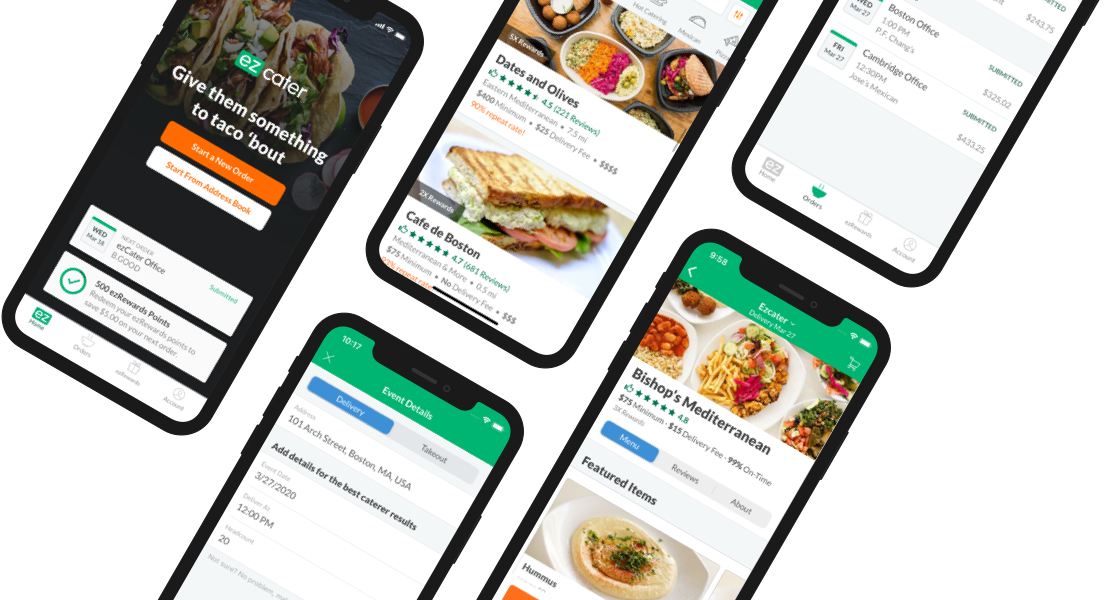 ez cater
Give them something
to taco 'bout
Start a New Order
Start From Address Book
WED
Mar 18
NEXT ORDER
ezCater Office
B.GOOD
Submitted
500 ezRewards Points
Redeem your ezRewards points to
save $5.00 on your next order.
ez
Home
Orders
ezRewards
Account
Hot Catering
Mexican
5X Rewards
Dates and Olives
4.5 (221 Reviews)
Eastern Mediterranean • 7.5 mi
$400 Minimum • $25 Delivery Fee • $$$$
90% repeat rate!
2X Rewards
Cafe de Boston
4.7 (681 Reviews)
Mediterranean & More • 0.5 mi
$75 Minimum • No Delivery Fee • $$$
92% repeat rate!
SUBMITTED
$243.75
WED
Mar 27
Boston Office
1:00 PM
P.F. Chang's
SUBMITTED
$325.02
FRI
Mar 27
Cambridge Office
12:30PM
Jose's Mexican
SUBMITTED
$433.25
ez
Home
Orders
ezRewards
Account
10:17
Event Details
Delivery
Takeout
Address
101 Arch Street, Boston, MA, USA
Add details for the best caterer results
Event Date
3/27/2020
Deliver At
12:00 PM
Headcount
20
Not sure? No problem,
9:58
Ezcater
Delivery Mar 27
Bishop's Mediterranean
4.8
$75 Minimum · $15 Delivery Fee · 99% On-Time
3X Rewards
Menu
Reviews
About
Featured Items
Hummus